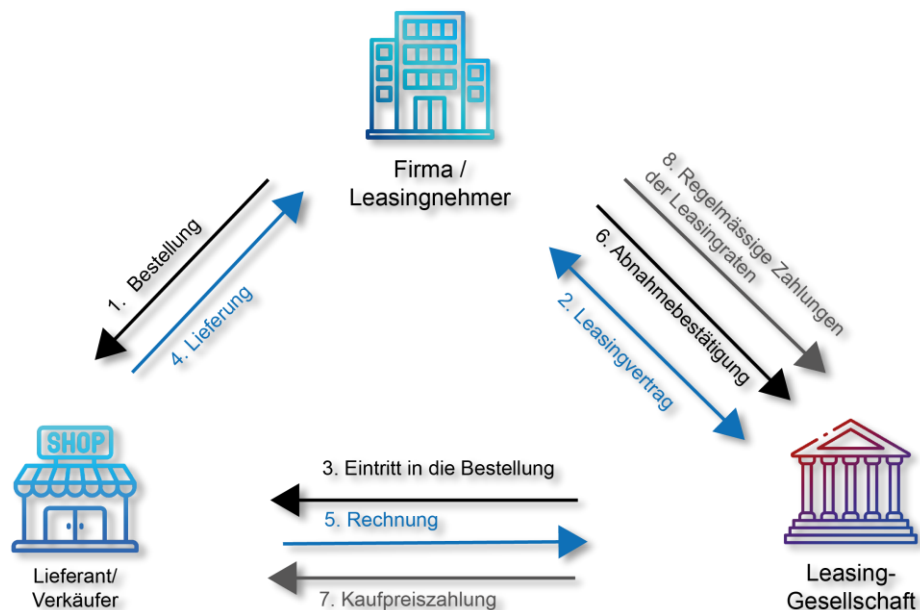 Firma /
Leasingnehmer
1. Bestellung
4. Lieferung
8. Regelmässige Zahlungen
der Leasingraten
6. Abnahmebestätigung
2. Leasingvertrag
SHOP
3. Eintritt in die Bestellung
5. Rechnung
7. Kaufpreiszahlung
Lieferant/
Verkäufer
Leasing-
Gesellschaft